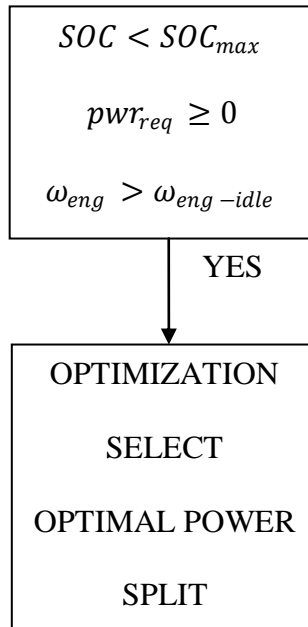 SOC < SOC_max
pwr_req ≥ 0
ω_eng > ω_eng −idle
YES
OPTIMIZATION
SELECT
OPTIMAL POWER
SPLIT